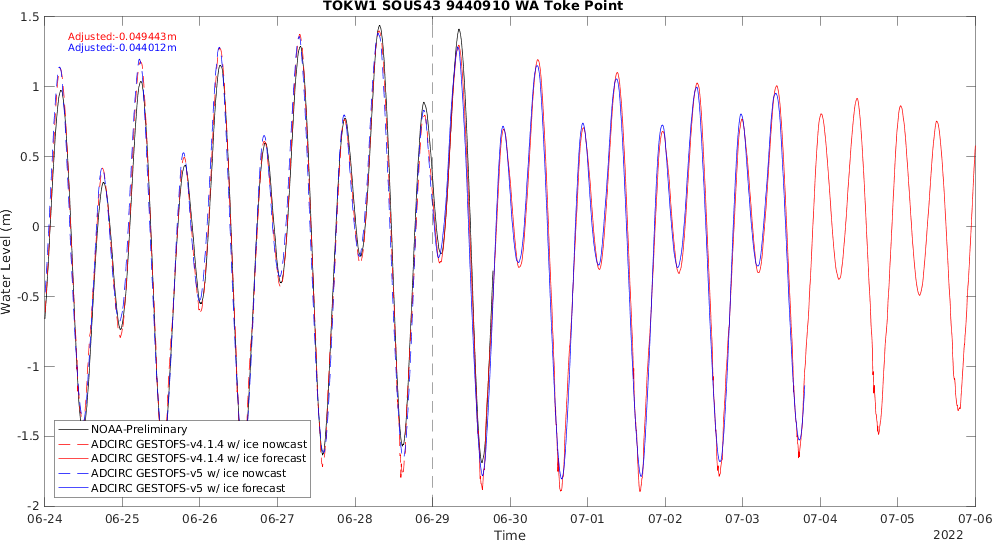 TOKW1 SOUS43 9440910 WA Toke Point
Adjusted:-0.049443m
Adjusted:-0.044012m
1.5
1
0.5
0
-0.5
-1
-1.5
-2
Water Level (m)
NOAA-Preliminary
ADCIRC GESTOFS-v4.1.4 w/ ice nowcast
ADCIRC GESTOFS-v4.1.4 w/ ice forecast
ADCIRC GESTOFS-v5 w/ ice nowcast
ADCIRC GESTOFS-v5 w/ ice forecast
06-24 06-25 06-26 06-27 06-28 06-29 06-30 07-01 07-02 07-03 07-04 07-05 07-06
Time
2022